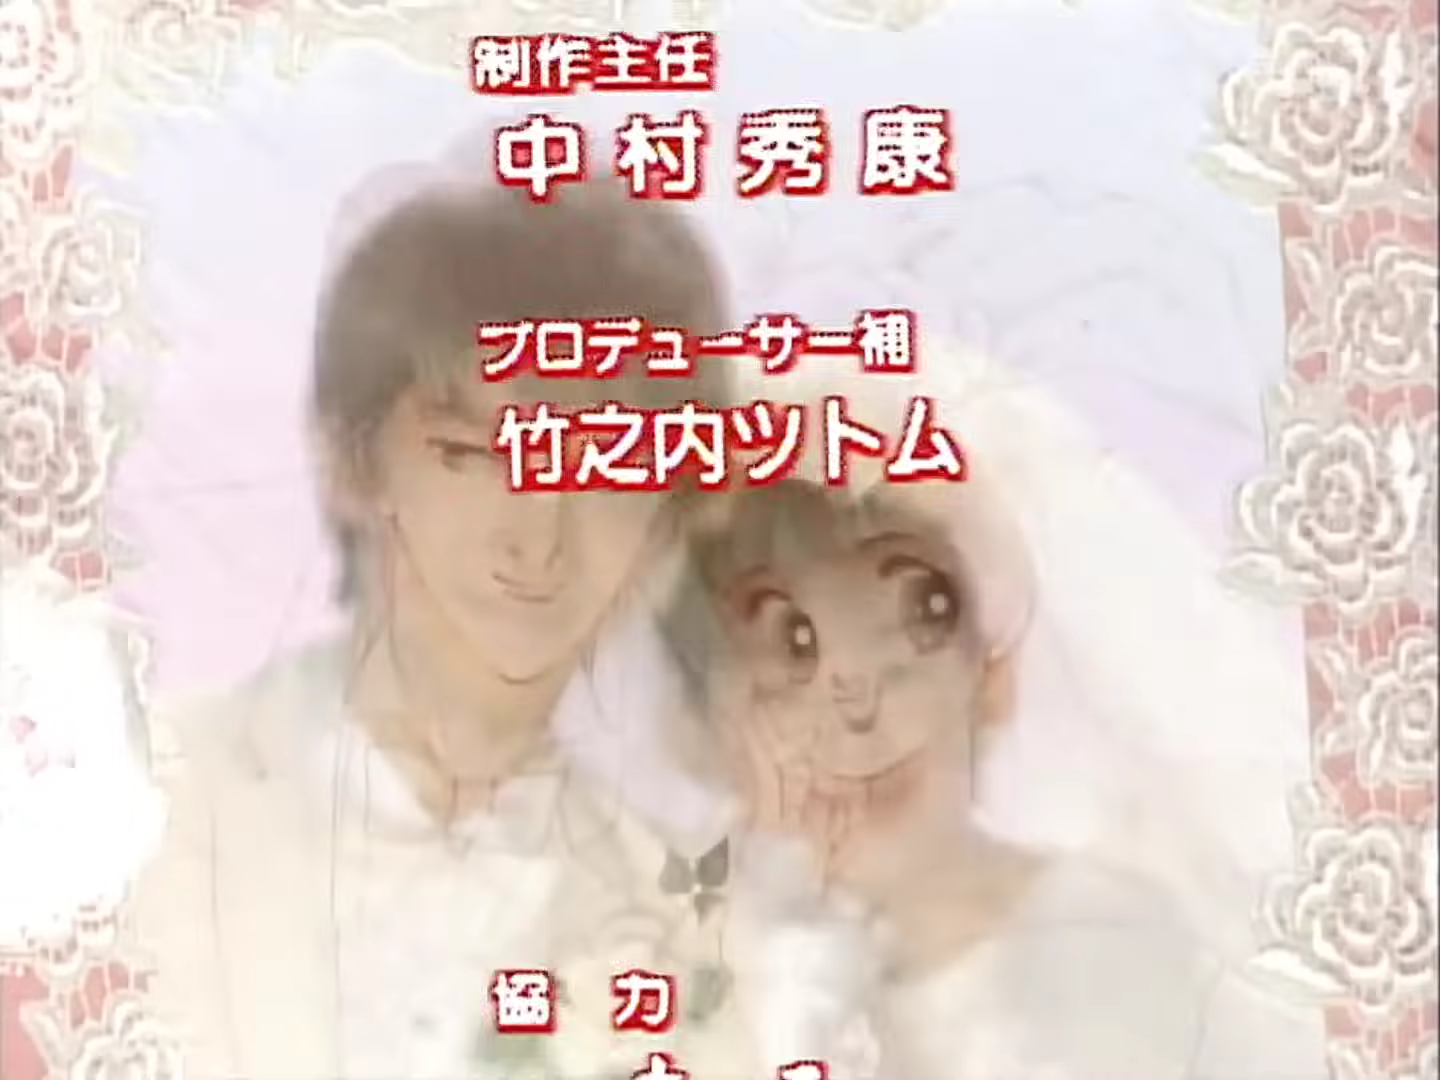 制作主任
中村秀康
プロデューサー補
竹之内ツトム
協力